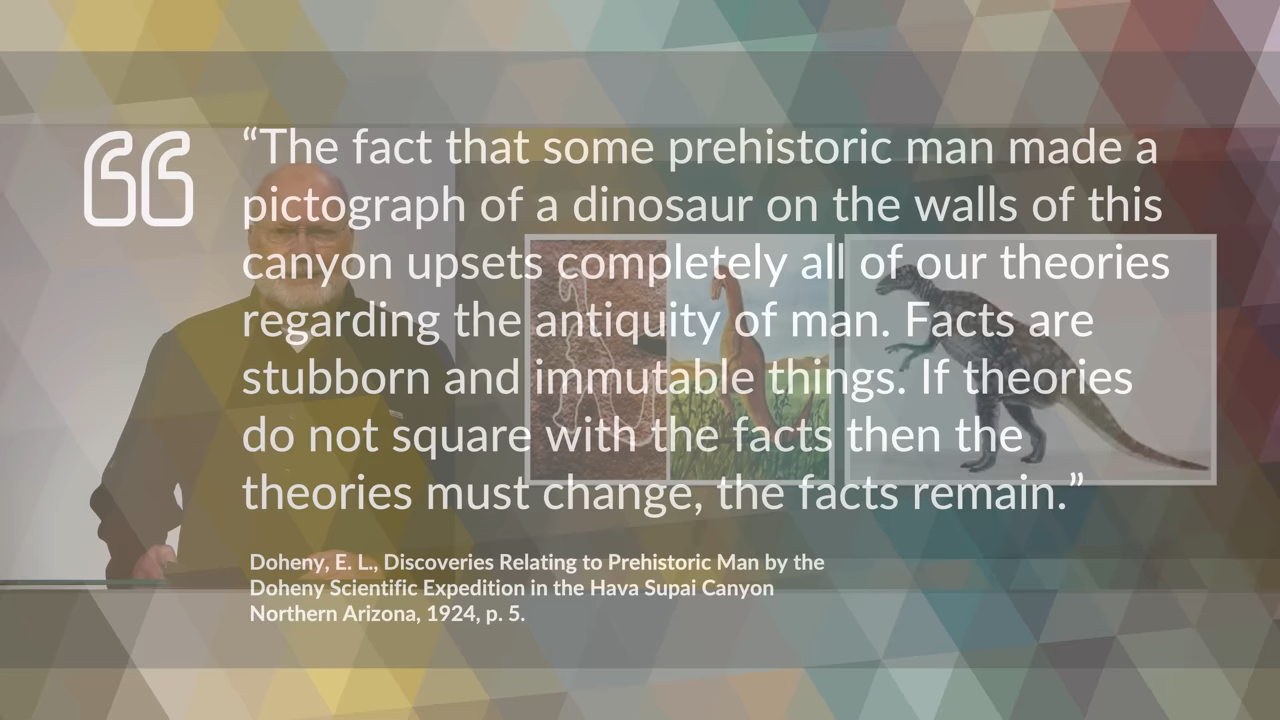 “The fact that some prehistoric man made a
pictograph of a dinosaur on the walls of this
canyon upsets completely all of our theories
regarding the antiquity of man. Facts are
stubborn and immutable things. If theories
do not square with the facts then the
theories must change, the facts remain.”
Doheny, E. L., Discoveries Relating to Prehistoric Man by the
Doheny Scientific Expedition in the Hava Supai Canyon
Northern Arizona, 1924, p. 5.